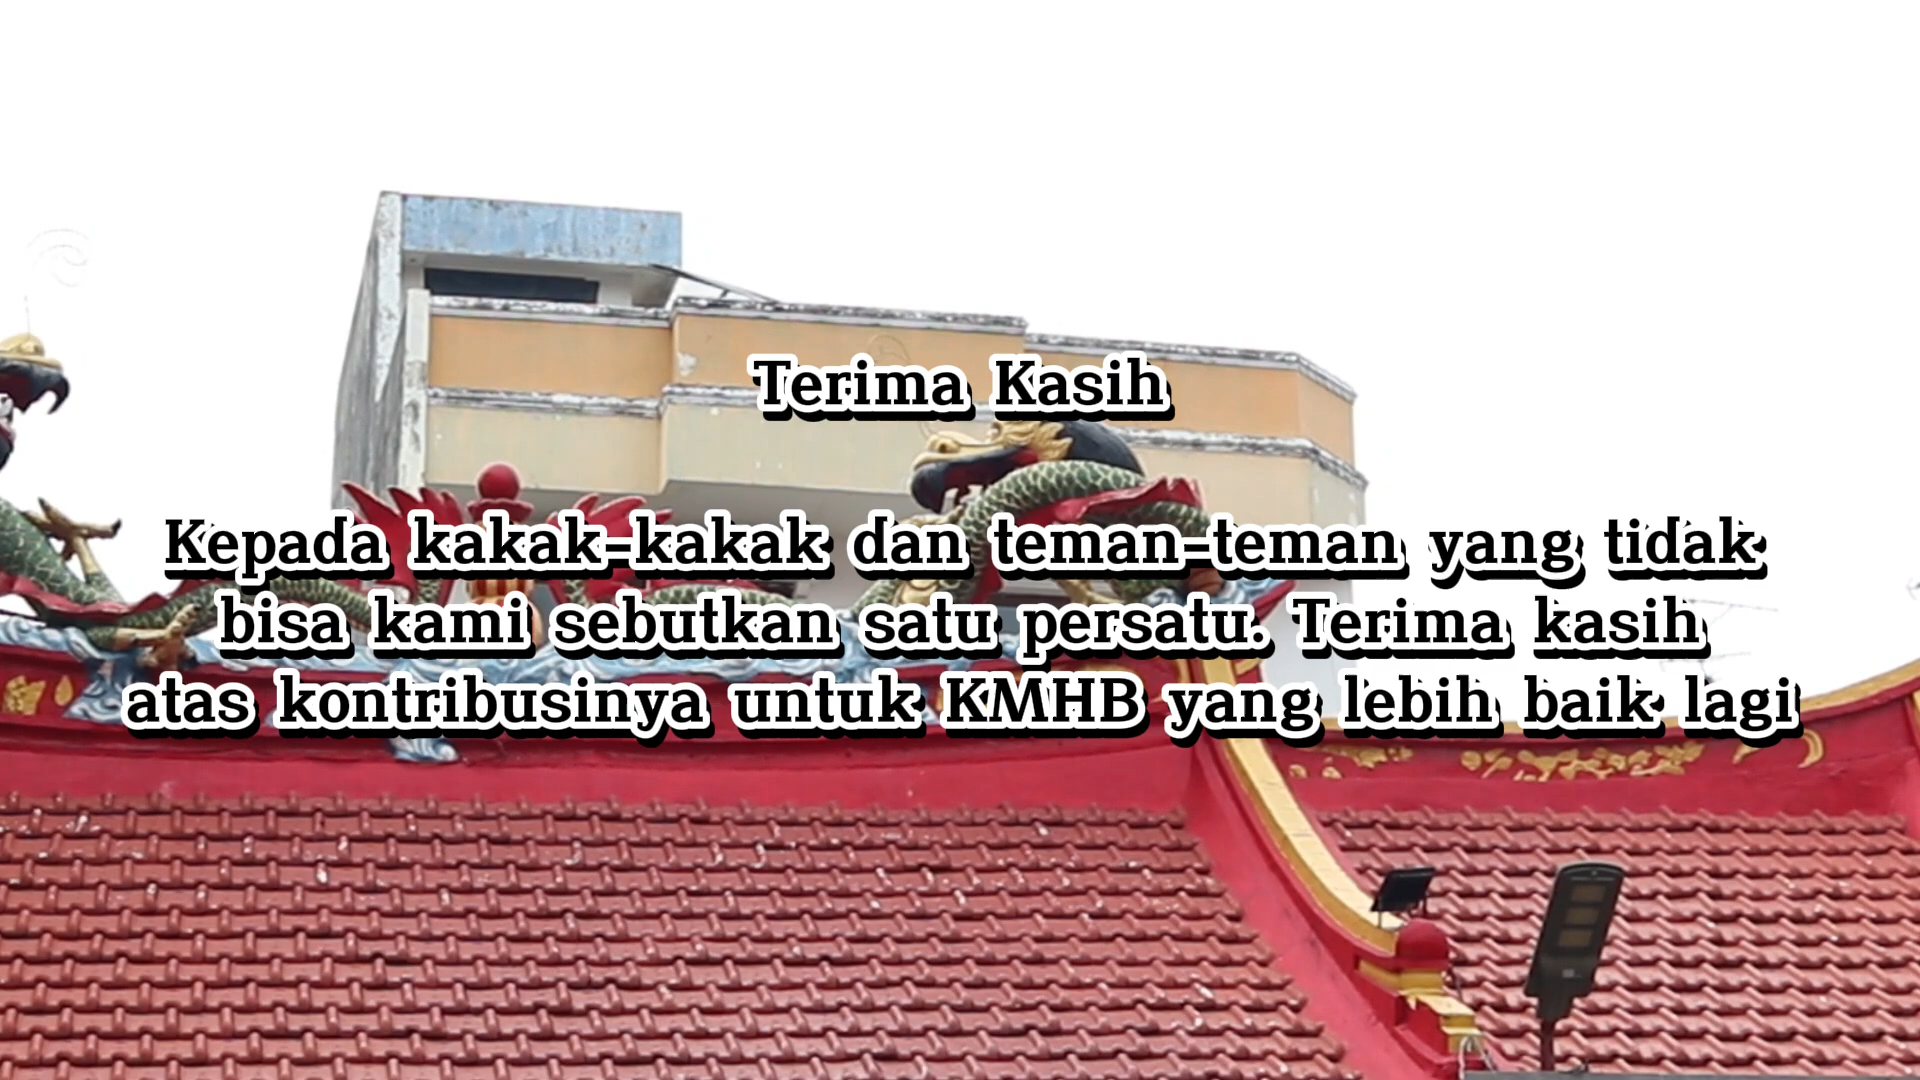 Terima Kasih
Kepada kakak-kakak dan teman-teman yang tidak
bisa kami sebutkan satu persatu. Terima kasih
atas kontribusinya untuk KMHB yang lebih baik lagi